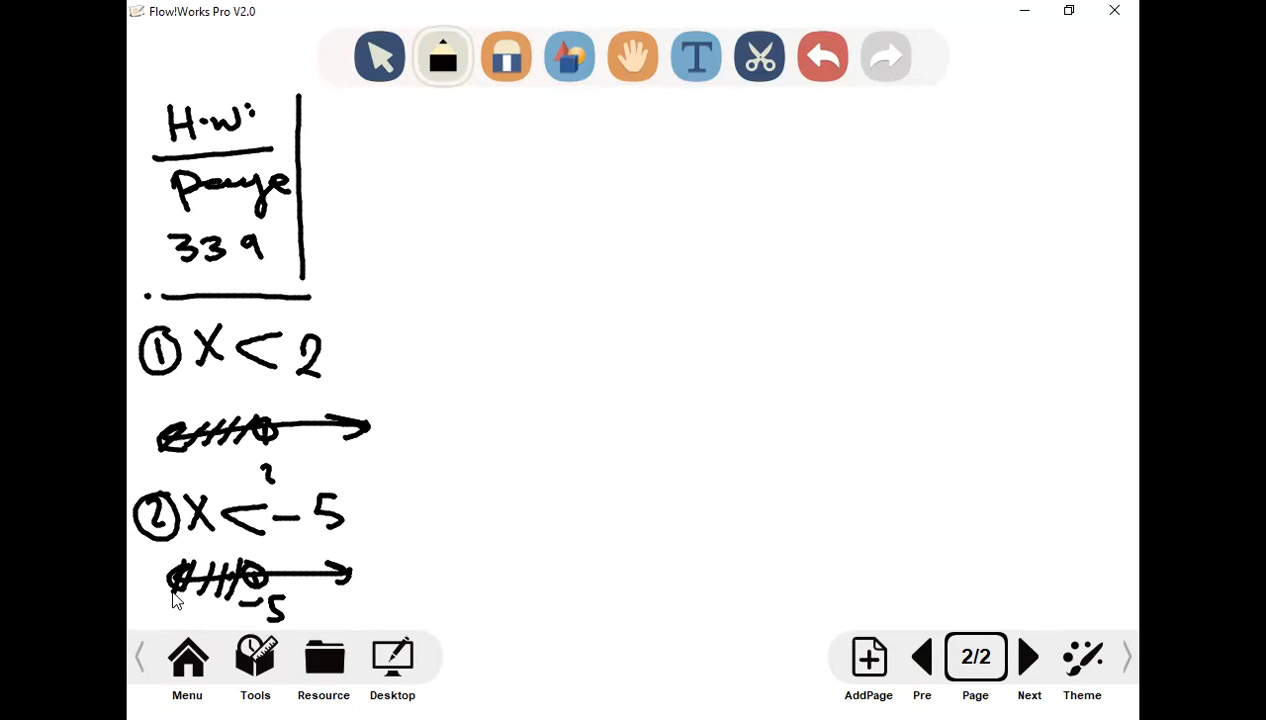 Flow!Works Pro V2.0
H.W:
Page
339
① X < 2
2
② X < - 5
-5
Menu Tools Resource Desktop
2/2
AddPage Pre Page Next Theme